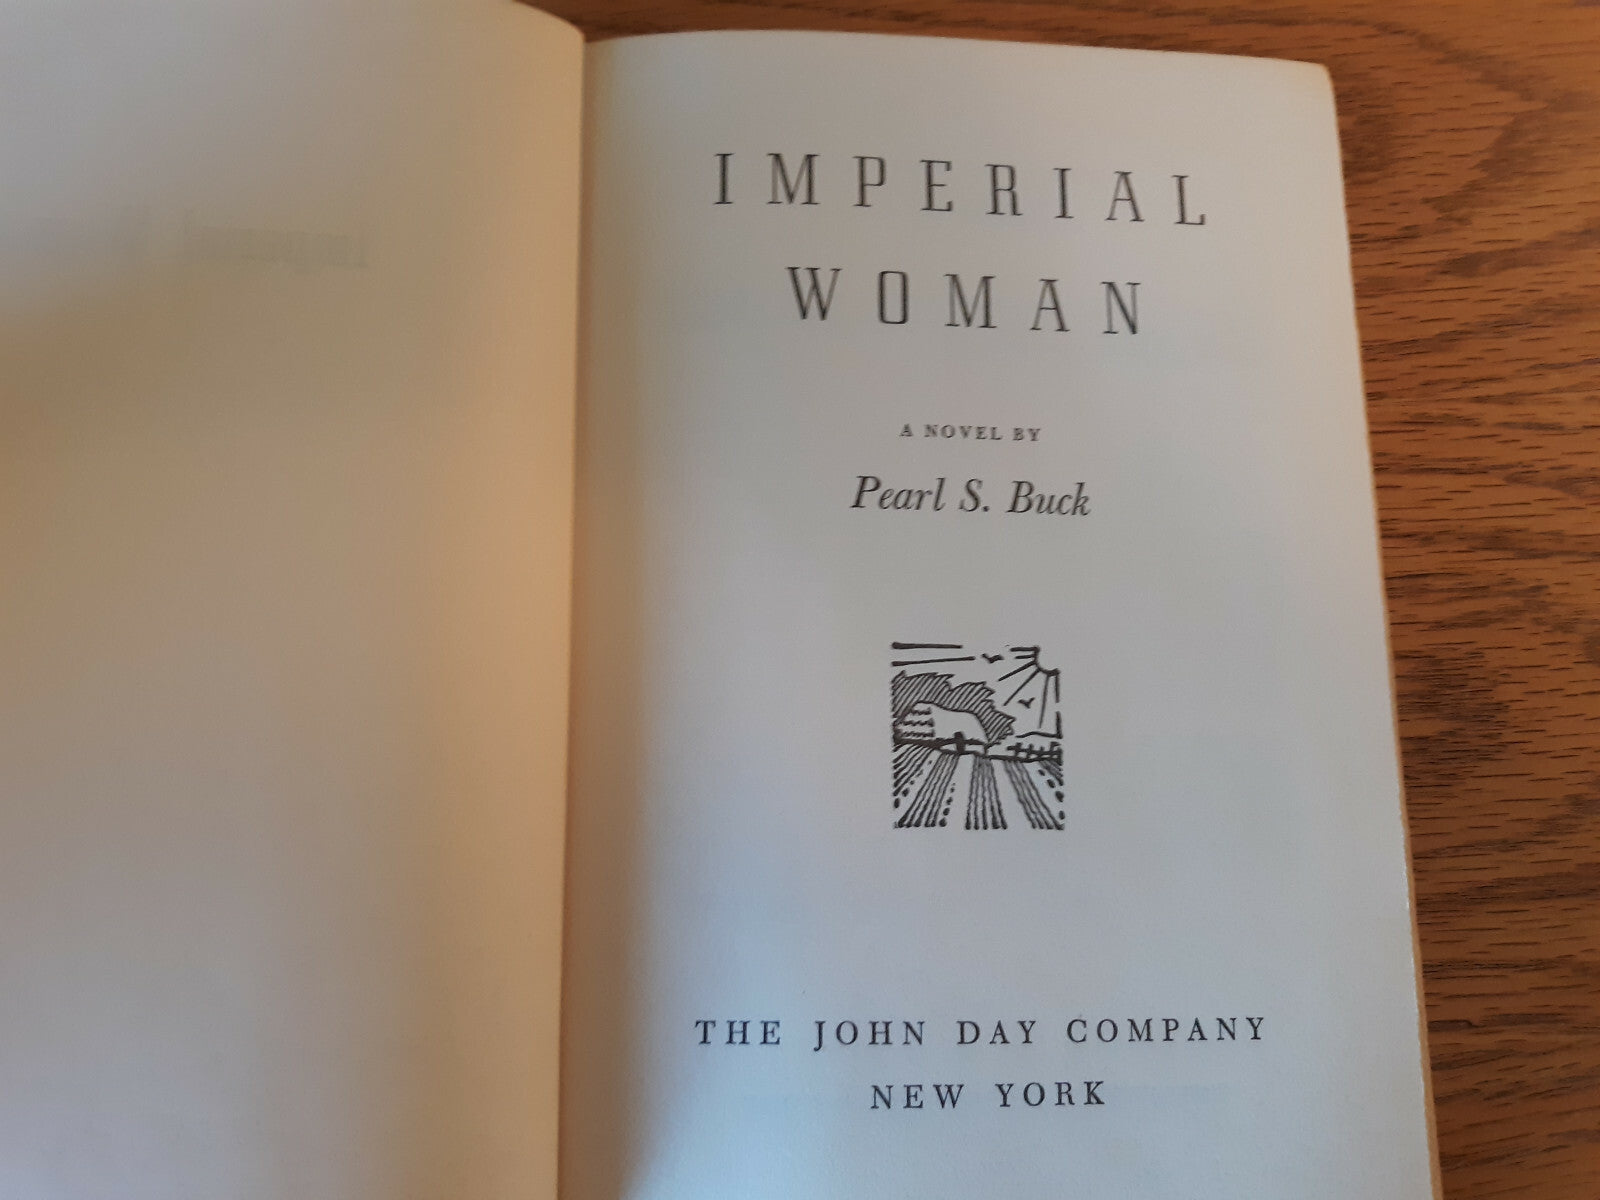 IMPERIAL
WOMAN
A NOVEL BY
Pearl S. Buck
THE JOHN DAY COMPANY
NEW YORK